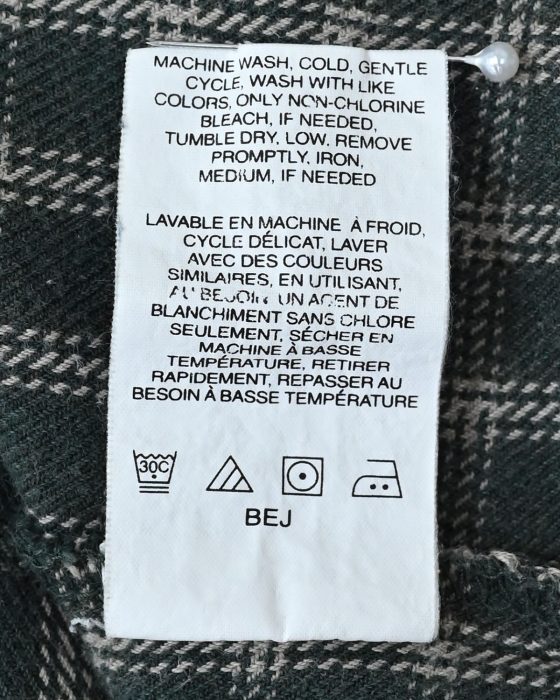 MACHINE WASH, COLD, GENTLE
CYCLE, WASH WITH LIKE
COLORS, ONLY NON-CHLORINE
BLEACH, IF NEEDED,
TUMBLE DRY, LOW. REMOVE
PROMPTLY, IRON,
MEDIUM, IF NEEDED
LAVABLE EN MACHINE À FROID,
CYCLE DÉLICAT, LAVER
AVEC DES COULEURS
SIMILAIRES, EN UTILISANT,
AU BESOIN UN AGENT DE
BLANCHIMENT SANS CHLORE
SEULEMENT, SÉCHER EN
MACHINE À BASSE
TEMPÉRATURE, RETIRER
RAPIDEMENT, REPASSER AU
BESOIN À BASSE TEMPÉRATURE
30C
BEJ